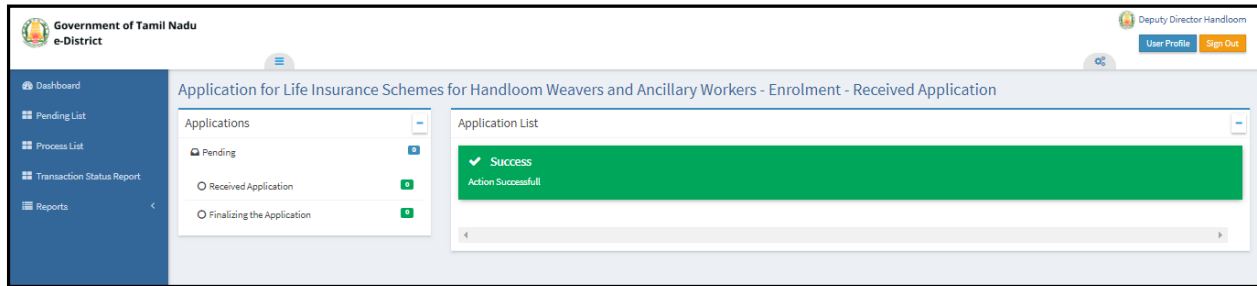 Government of Tamil Nadu
e-District
Deputy Director Handloom
User Profile
Sign Out
Dashboard
Pending List
Process List
Transaction Status Report
Reports
Application for Life Insurance Schemes for Handloom Weavers and Ancillary Workers - Enrolment - Received Application
Applications
Pending 0
Received Application 0
Finalizing the Application 0
Application List
Success
Action Successfull